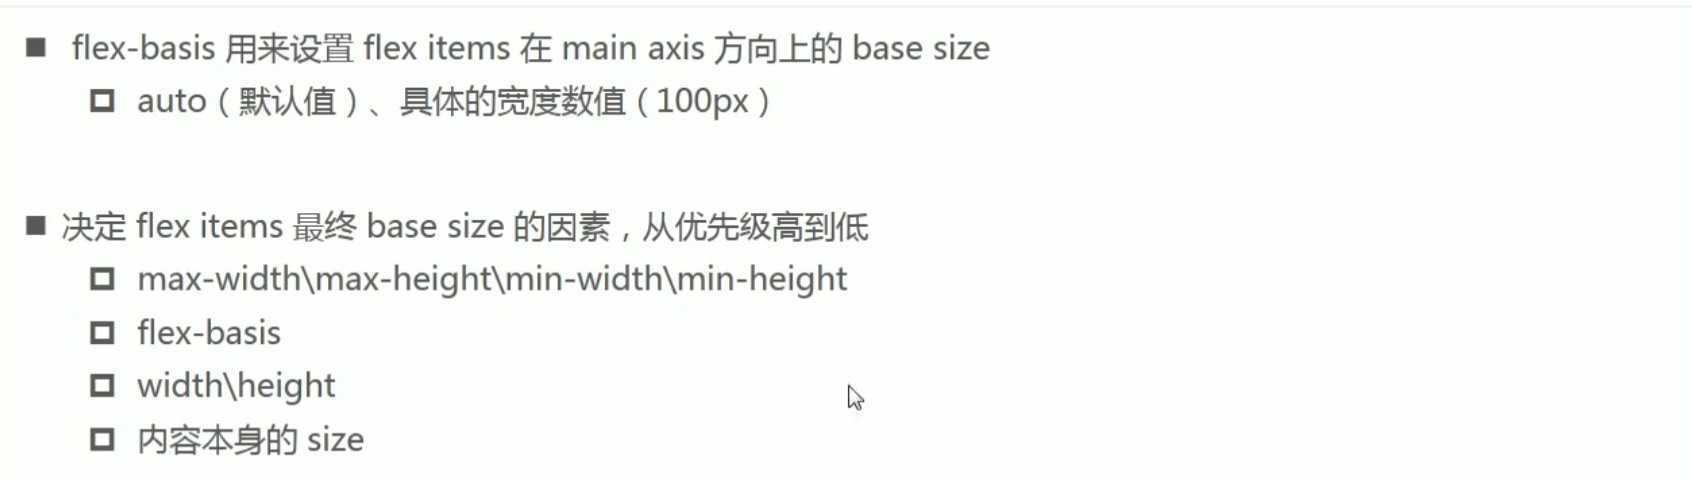 flex-basis 用来设置 flex items 在 main axis 方向上的 base size
auto（默认值）、具体的宽度数值（100px）
决定 flex items 最终 base size 的因素，从优先级高到低
max-width\max-height\min-width\min-height
flex-basis
width\height
内容本身的 size